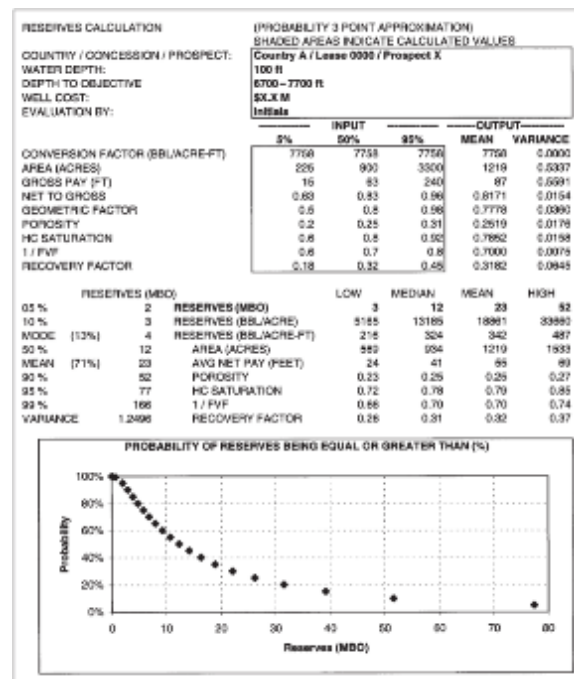 RESERVES CALCULATION (PROBABILITY 3 POINT APPROXIMATION)
SHADED AREAS INDICATE CALCULATED VALUES
COUNTRY / CONCESSION / PROSPECT: Country A / Lease 0000 / Prospect X
WATER DEPTH: 100 ft
DEPTH TO OBJECTIVE 6700–7700 ft
WELL COST: $X.X M
EVALUATION BY: Initials
INPUT OUTPUT
5% 50% 95% MEAN VARIANCE
CONVERSION FACTOR (BBL/ACRE-FT) 7758 7758 7758 7758 0.0000
AREA (ACRES) 225 900 3300 1219 0.5337
GROSS PAY (FT) 15 63 240 87 0.5591
NET TO GROSS 0.63 0.83 0.96 0.8171 0.0154
GEOMETRIC FACTOR 0.5 0.8 0.98 0.7778 0.0360
POROSITY 0.2 0.25 0.31 0.2519 0.0176
HC SATURATION 0.6 0.8 0.92 0.7852 0.0158
1 / FVF 0.6 0.7 0.8 0.7000 0.0075
RECOVERY FACTOR 0.18 0.32 0.45 0.3182 0.0645
RESERVES (MBO) LOW MEDIAN MEAN HIGH
05 % 2 RESERVES (MBO) 3 12 23 52
10 % 3 RESERVES (BBL/ACRE) 5165 13185 18861 33660
MODE (13%) 4 RESERVES (BBL/ACRE-FT) 216 324 342 487
50 % 12 AREA (ACRES) 934 1219 1533
MEAN (71%) 23 AVG NET PAY (FEET) 24 41 55 69
90 % 52 POROSITY 0.23 0.25 0.25 0.27
95 % 77 HC SATURATION 0.72 0.78 0.79 0.85
99 % 166 1 / FVF 0.66 0.70 0.70 0.74
VARIANCE 1.2496 RECOVERY FACTOR 0.26 0.31 0.32 0.37
PROBABILITY OF RESERVES BEING EQUAL OR GREATER THAN (%)
100%
80%
60%
40%
20%
0%
Probability
0 10 20 30 40 50 60 70 80
Reserves (MBO)